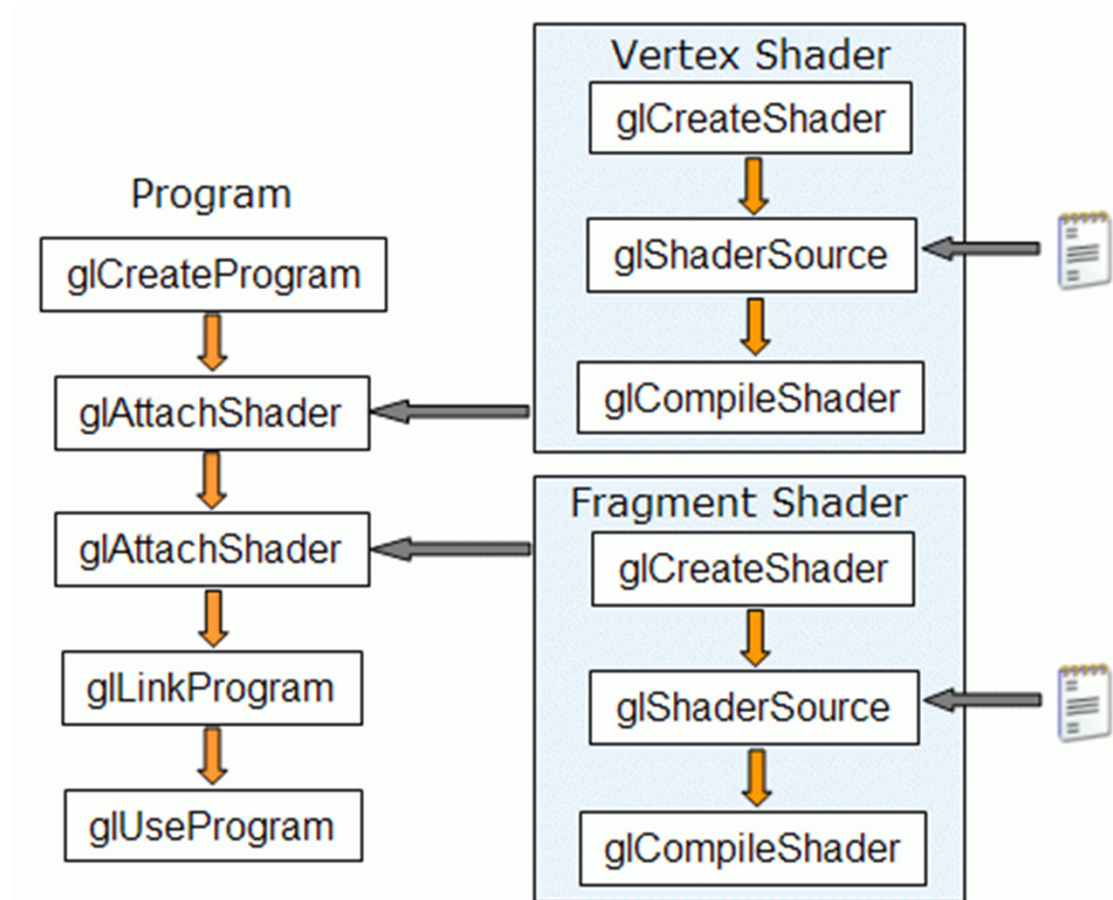 Vertex Shader
glCreateShader
glShaderSource
glCompileShader
Program
glCreateProgram
glAttachShader
glAttachShader
glLinkProgram
glUseProgram
Fragment Shader
glCreateShader
glShaderSource
glCompileShader